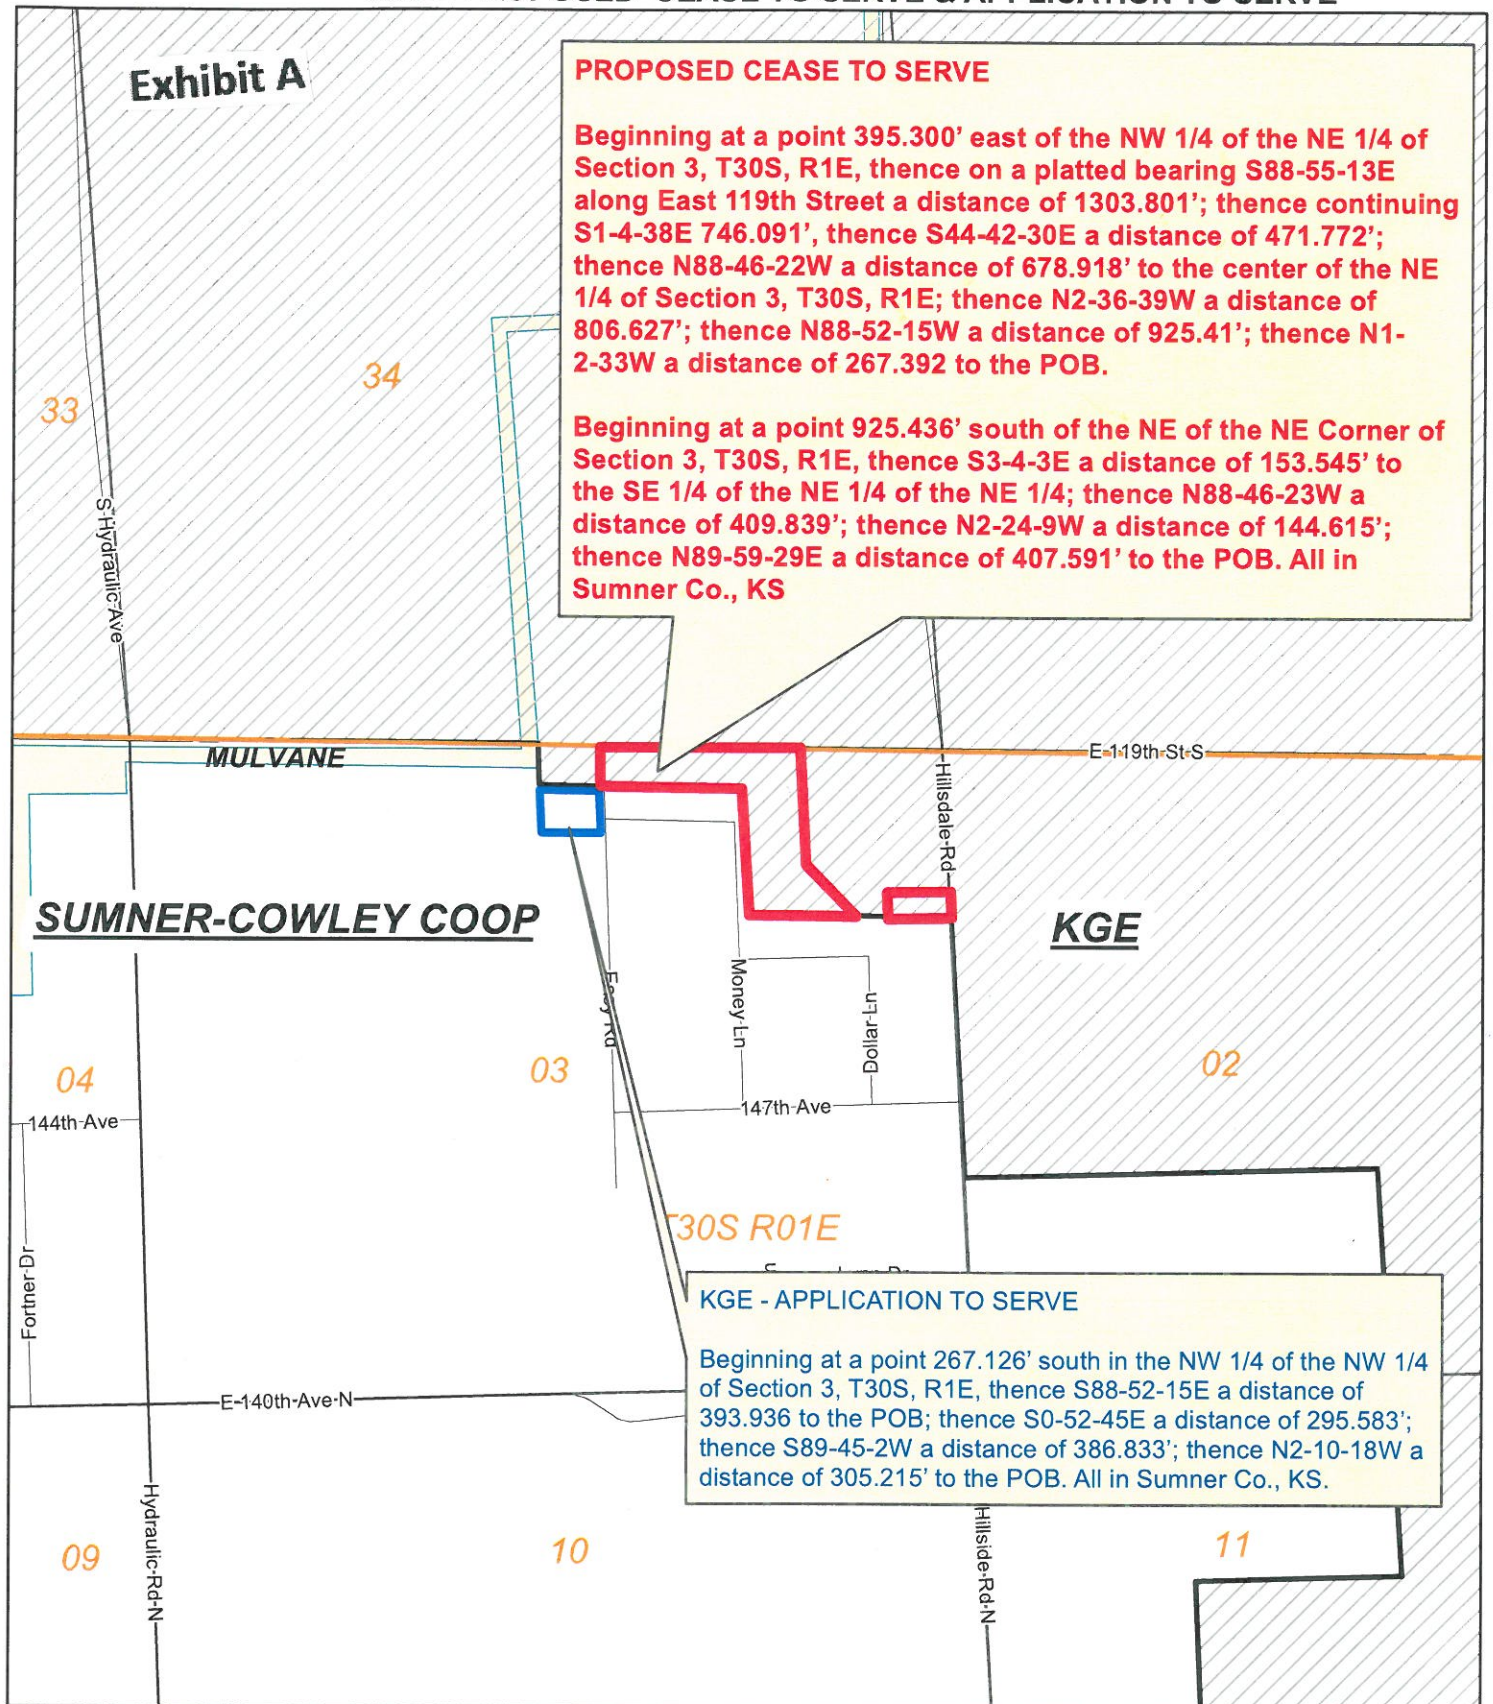 CEASE TO SERVE & APPLICATION TO SERVE
Exhibit A
PROPOSED CEASE TO SERVE
Beginning at a point 395.300’ east of the NW 1/4 of the NE 1/4 of
Section 3, T30S, R1E, thence on a platted bearing S88-55-13E
along East 119th Street a distance of 1303.801’; thence continuing
S1-4-38E 746.091’, thence S44-42-30E a distance of 471.772’;
thence N88-46-22W a distance of 678.918’ to the center of the NE
1/4 of Section 3, T30S, R1E; thence N2-36-39W a distance of
806.627’; thence N88-52-15W a distance of 925.41’; thence N1-
2-33W a distance of 267.392 to the POB.
Beginning at a point 925.436’ south of the NE of the NE Corner of
Section 3, T30S, R1E, thence S3-4-3E a distance of 153.545’ to
the SE 1/4 of the NE 1/4 of the NE 1/4; thence N88-46-23W a
distance of 409.839’; thence N2-24-9W a distance of 144.615’;
thence N89-59-29E a distance of 407.591’ to the POB. All in
Sumner Co., KS
34
33
S-Hydraulic-Ave
MULVANE
E-119th-St-S
Hillsdale-Rd
SUMNER-COWLEY COOP
KGE
Rd
Money-Ln
Dollar-Ln
04
03
02
144th-Ave
147th-Ave
T30S R01E
Fortner-Dr
KGE - APPLICATION TO SERVE
Beginning at a point 267.126’ south in the NW 1/4 of the NW 1/4
of Section 3, T30S, R1E, thence S88-52-15E a distance of
393.936 to the POB; thence S0-52-45E a distance of 295.583’;
thence S89-45-2W a distance of 386.833’; thence N2-10-18W a
distance of 305.215’ to the POB. All in Sumner Co., KS.
E-140th-Ave-N
Hydraulic-Rd-N
Hillside-Rd-N
09
10
11